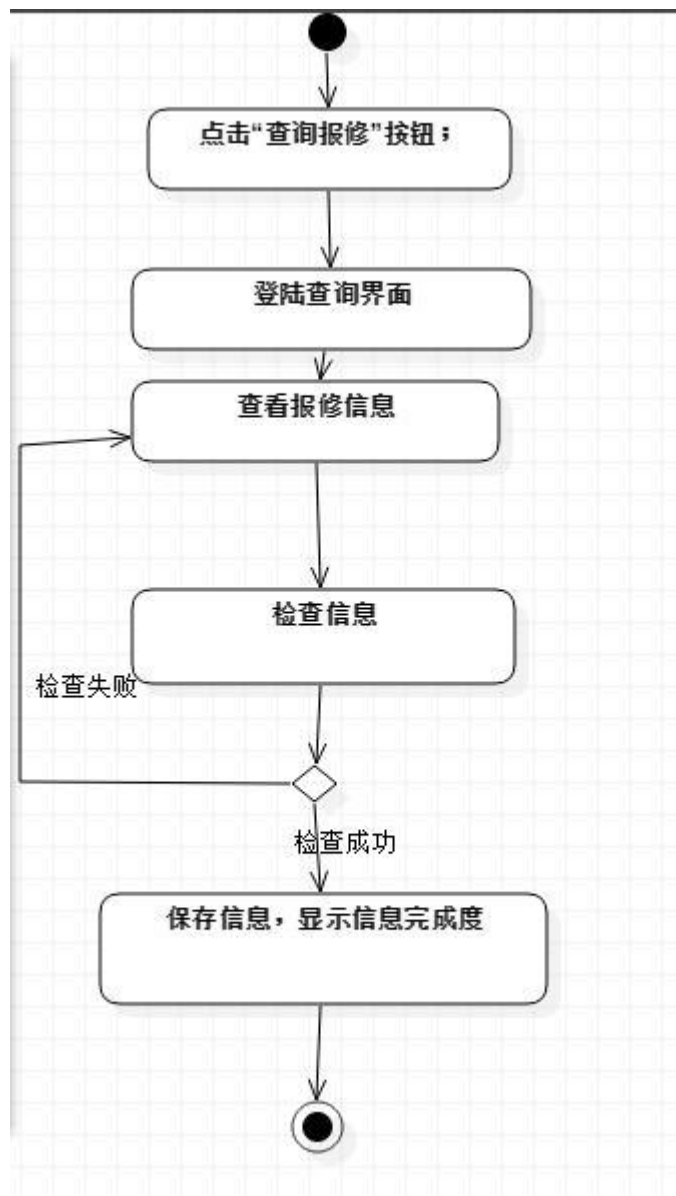 点击“查询报修”按钮；
登陆查询界面
查看报修信息
检查信息
检查失败
检查成功
保存信息，显示信息完成度